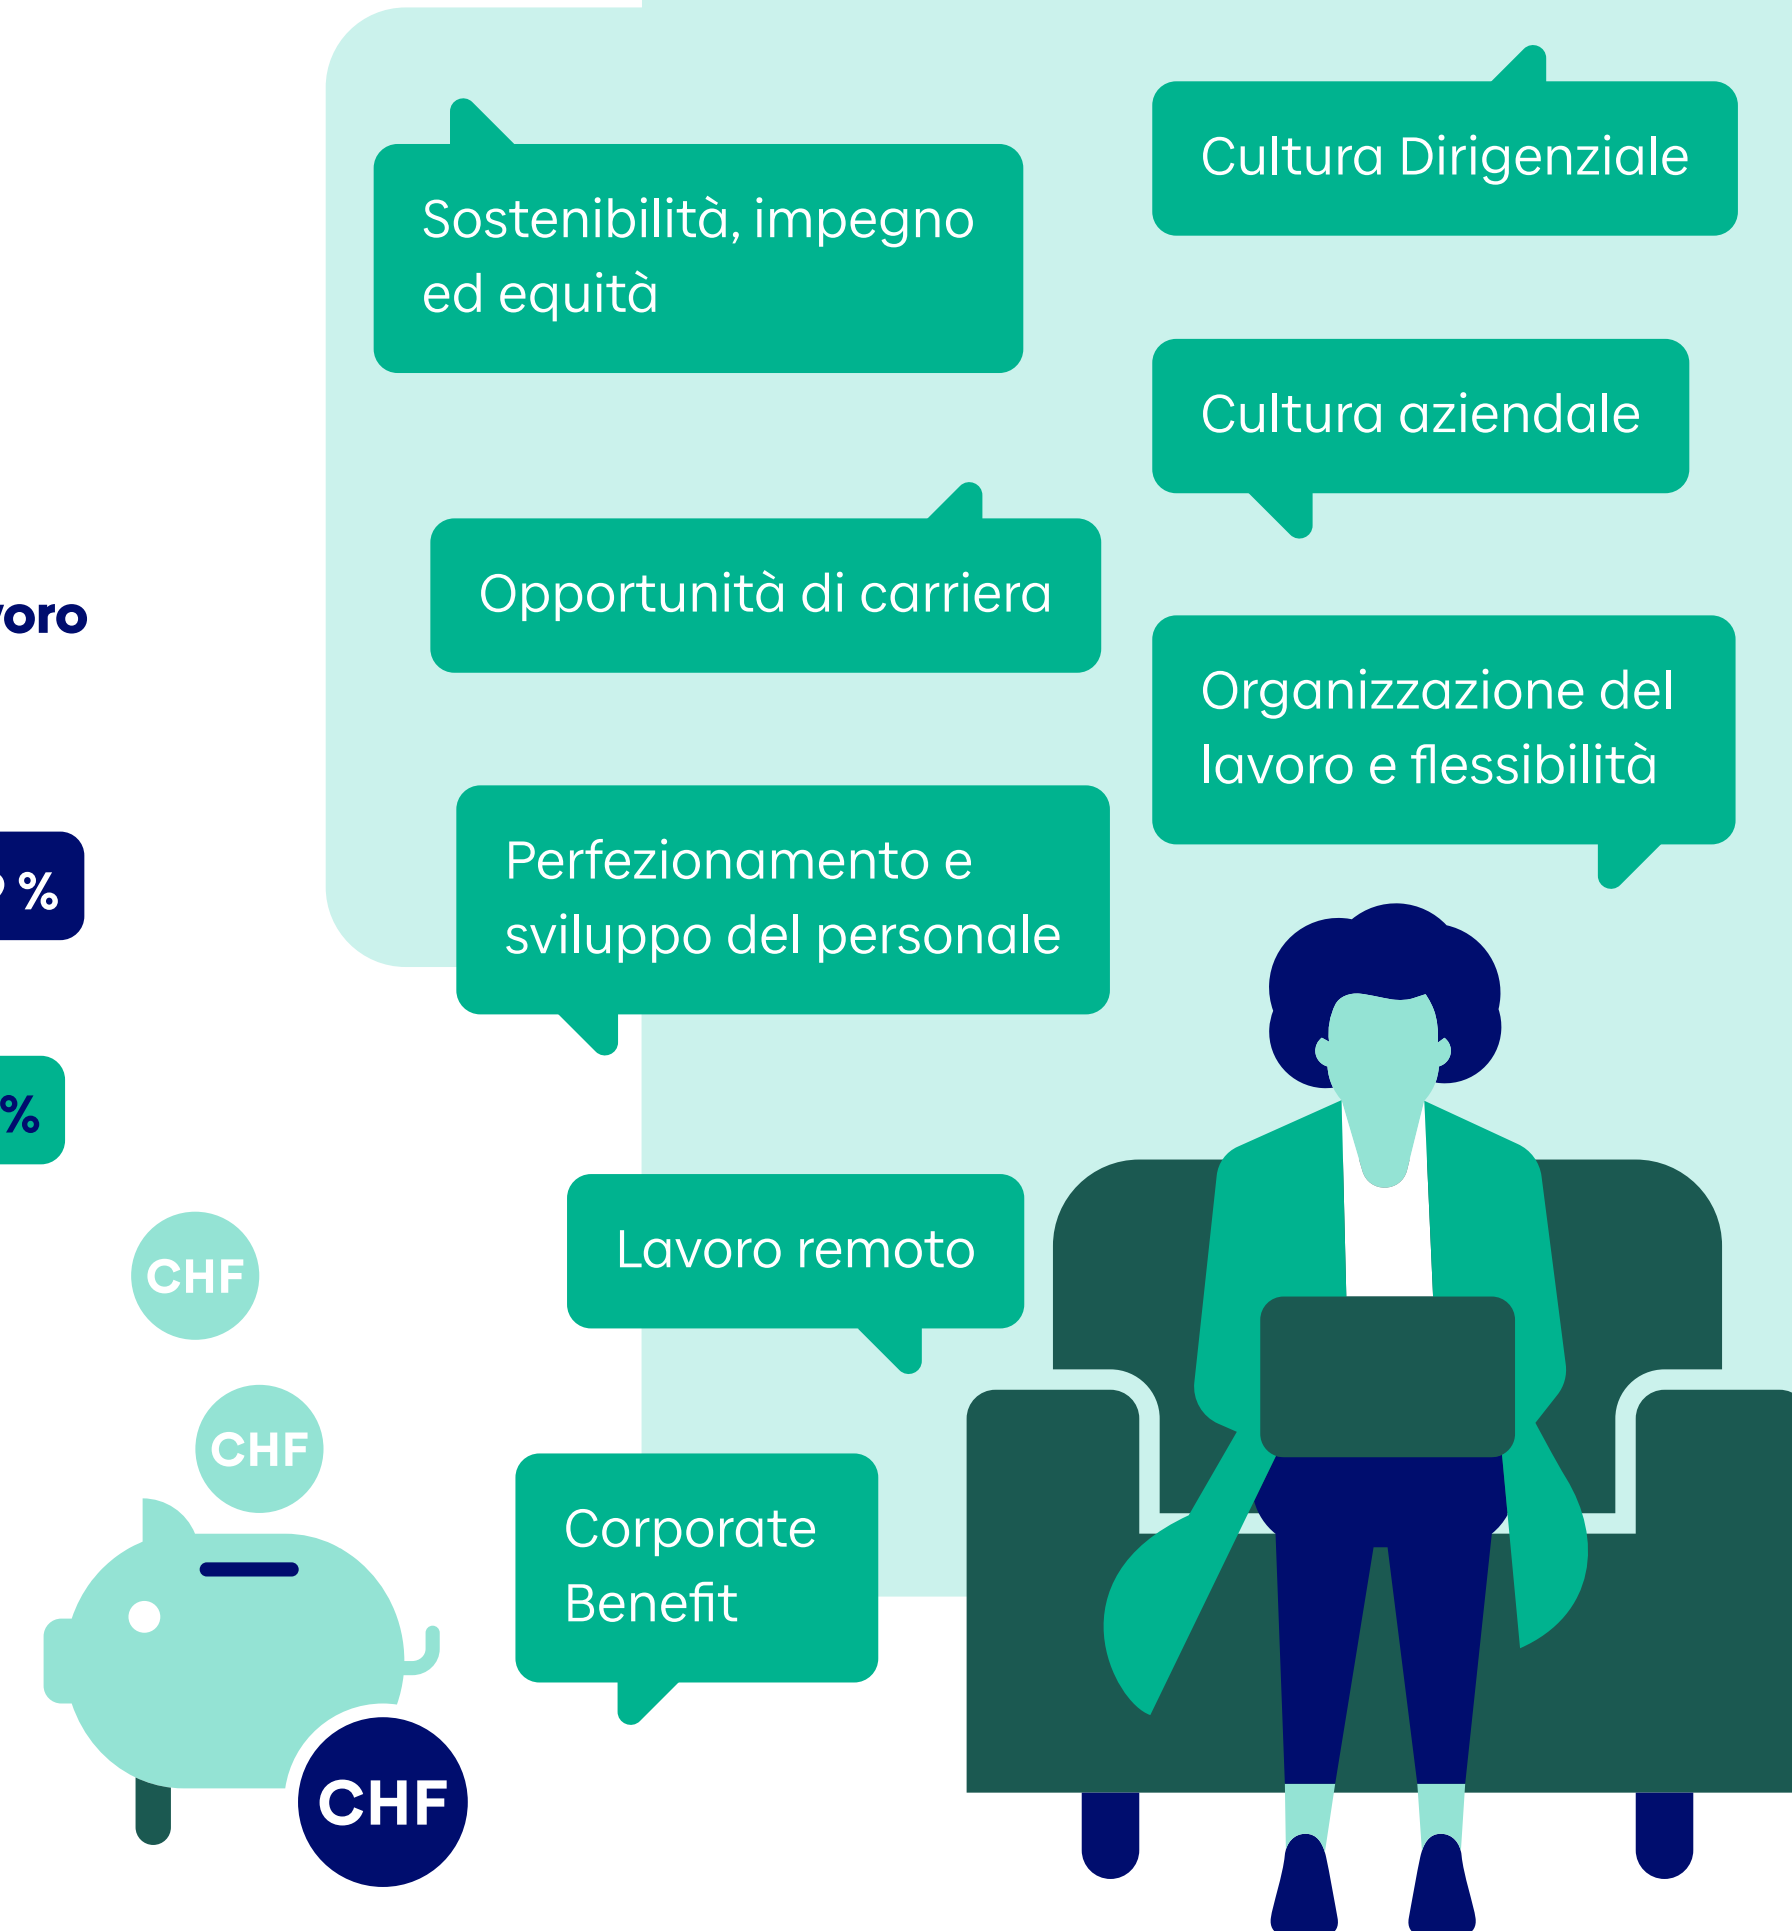 Cultura Dirigenziale
Sostenibilità, impegno
ed equità
Cultura aziendale
Opportunità di carriera
Organizzazione del
lavoro e flessibilità
Perfezionamento e
sviluppo del personale
%
%
Lavoro remoto
CHF
CHF
Corporate
Benefit
CHF